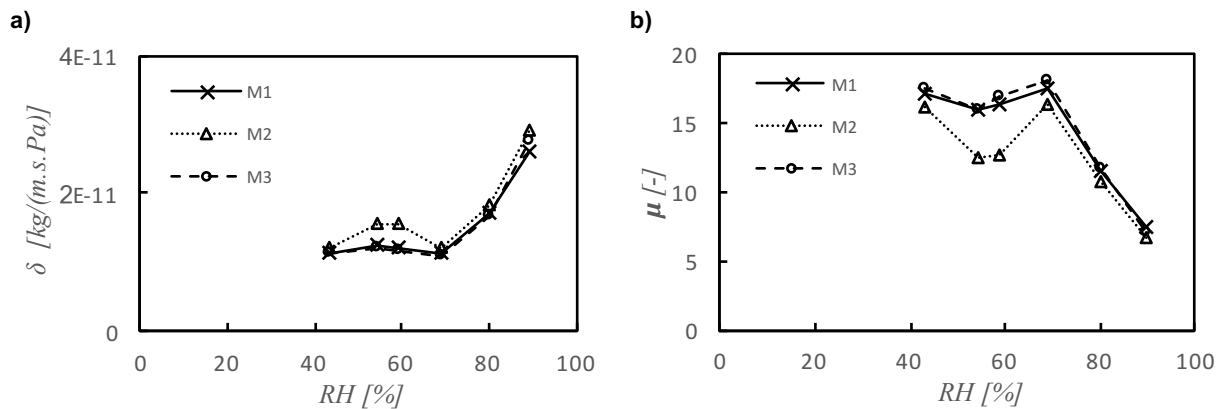 a)
4E-11
2E-11
0
δ [kg/(m.s.Pa)]
M1
M2
M3
0 20 40 60 80 100
RH [%]
b)
20
15
10
5
0
μ [-]
M1
M2
M3
0 20 40 60 80 100
RH [%]